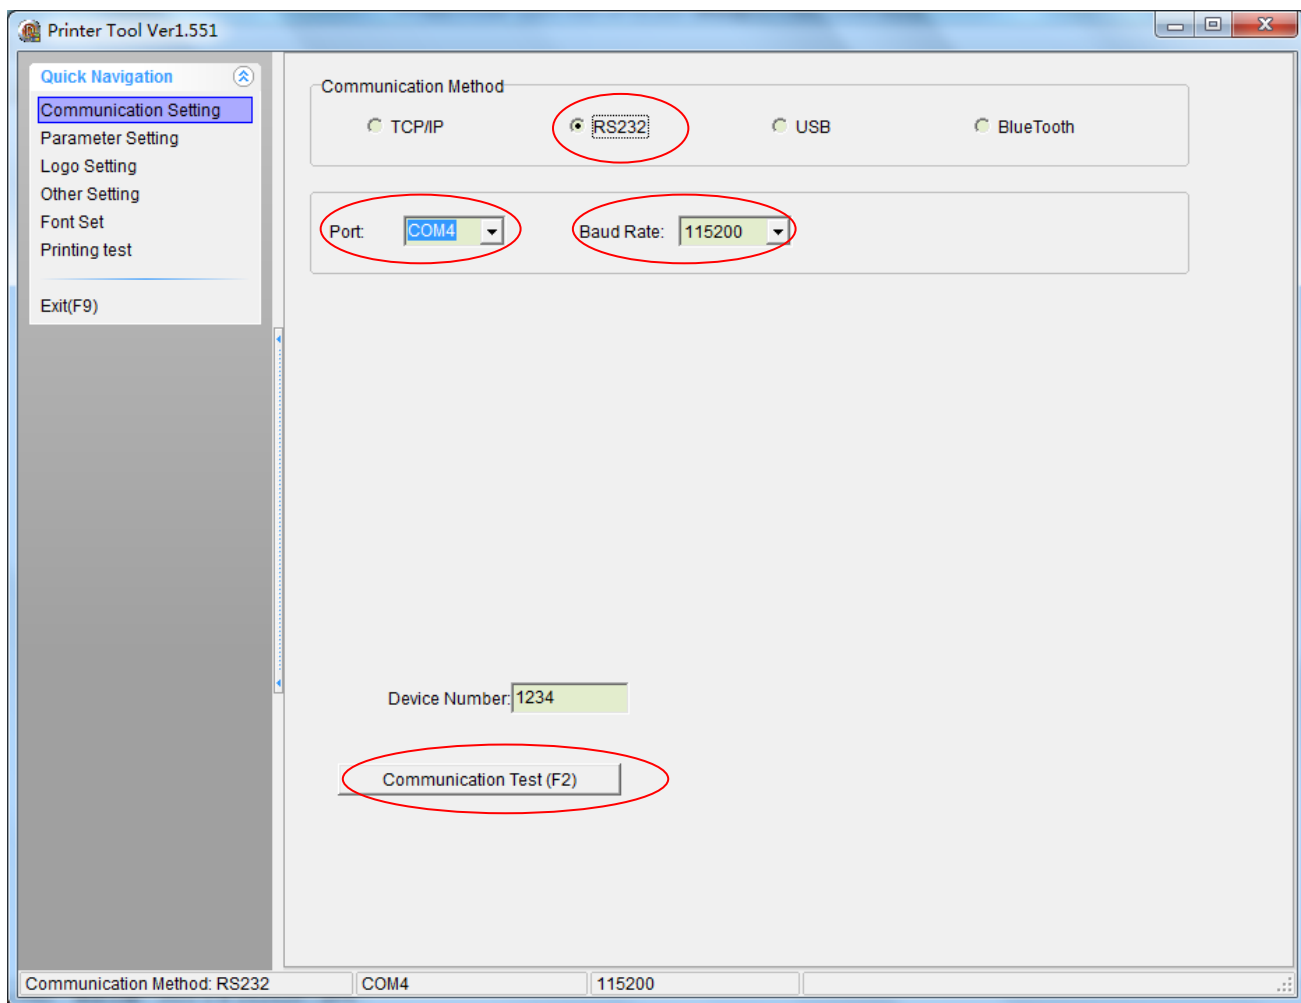 Printer Tool Ver1.551
Quick Navigation
Communication Setting
Parameter Setting
Logo Setting
Other Setting
Font Set
Printing test
Exit(F9)
Communication Method
TCP/IP RS232 USB BlueTooth
Port: COM4 Baud Rate: 115200
Device Number: 1234
Communication Test (F2)
Communication Method: RS232 COM4 115200